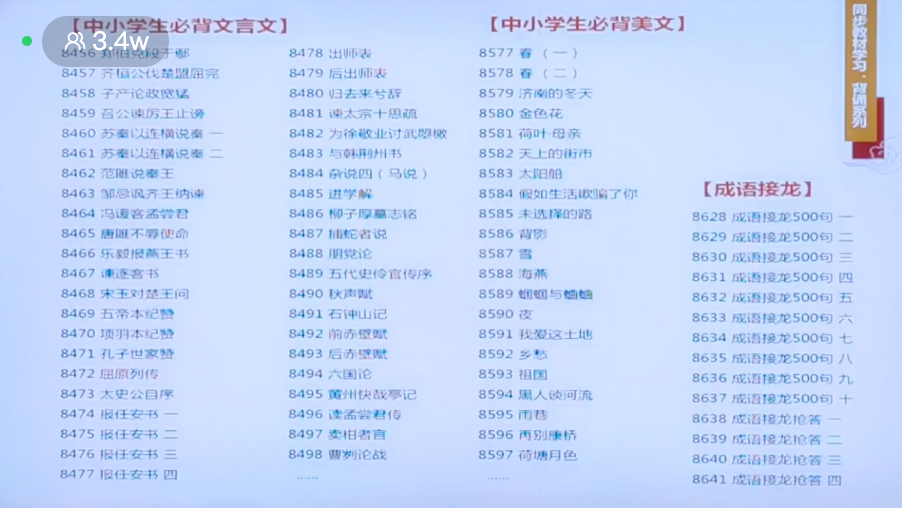 【中小学生必背文言文】
3.4w
8456 郑伯克段于鄢
8457 齐桓公伐楚盟屈完
8458 子产论政宽猛
8459 召公谏厉王止谤
8460 苏秦以连横说秦 一
8461 苏秦以连横说秦 二
8462 范雎说秦王
8463 邹忌讽齐王纳谏
8464 冯谖客孟尝君
8465 唐雎不辱使命
8466 乐毅报燕王书
8467 谏逐客书
8468 宋玉对楚王问
8469 五帝本纪赞
8470 项羽本纪赞
8471 孔子世家赞
8472 屈原列传
8473 太史公自序
8474 报任安书 一
8475 报任安书 二
8476 报任安书 三
8477 报任安书 四
8478 出师表
8479 后出师表
8480 归去来兮辞
8481 谏太宗十思疏
8482 为徐敬业讨武曌檄
8483 与韩荆州书
8484 杂说四（马说）
8485 进学解
8486 柳子厚墓志铭
8487 捕蛇者说
8488 朋党论
8489 五代史伶官传序
8490 秋声赋
8491 石钟山记
8492 前赤壁赋
8493 后赤壁赋
8494 六国论
8495 黄州快哉亭记
8496 读孟尝君传
8497 卖柑者言
8498 曹刿论战
......
【中小学生必背美文】
8577 春（一）
8578 春（二）
8579 济南的冬天
8580 金色花
8581 荷叶·母亲
8582 天上的街市
8583 太阳船
8584 假如生活欺骗了你
8585 未选择的路
8586 背影
8587 雪
8588 海燕
8589 蝈蝈与蛐蛐
8590 夜
8591 我爱这土地
8592 乡愁
8593 祖国
8594 黑人谈河流
8595 雨巷
8596 再别康桥
8597 荷塘月色
......
【成语接龙】
8628 成语接龙500句 一
8629 成语接龙500句 二
8630 成语接龙500句 三
8631 成语接龙500句 四
8632 成语接龙500句 五
8633 成语接龙500句 六
8634 成语接龙500句 七
8635 成语接龙500句 八
8636 成语接龙500句 九
8637 成语接龙500句 十
8638 成语接龙抢答 一
8639 成语接龙抢答 二
8640 成语接龙抢答 三
8641 成语接龙抢答 四
同步教材学习·背诵系列